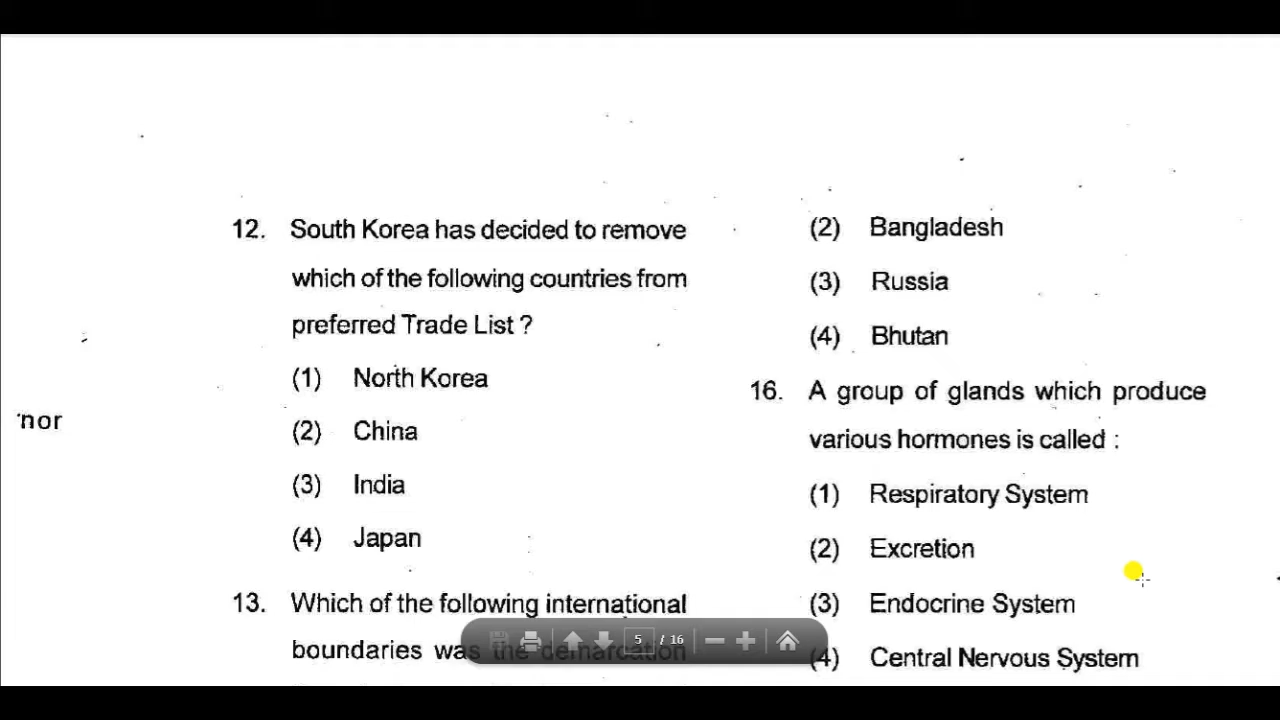 12. South Korea has decided to remove
which of the following countries from
preferred Trade List ?
(1) North Korea
(2) China
(3) India
(4) Japan
13. Which of the following international
boundaries was the demarcation
(2) Bangladesh
(3) Russia
(4) Bhutan
16. A group of glands which produce
various hormones is called :
(1) Respiratory System
(2) Excretion
(3) Endocrine System
(4) Central Nervous System
nor
5 / 16